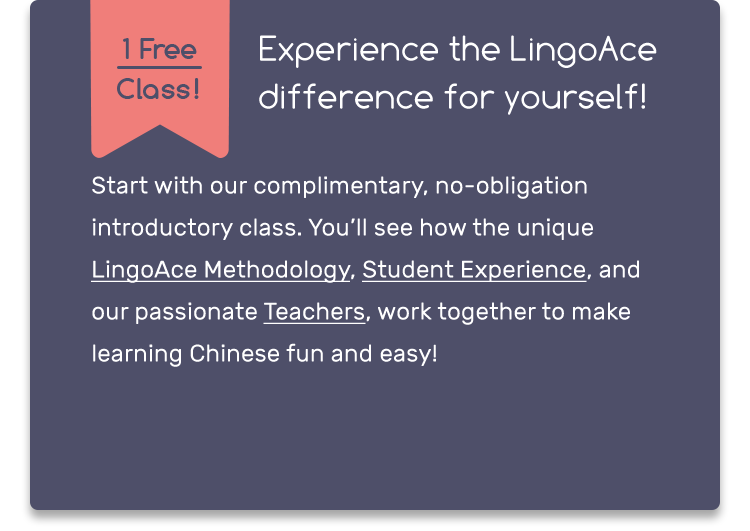 1 Free
Class!
Experience the LingoAce
difference for yourself!
Start with our complimentary, no-obligation
introductory class. You’ll see how the unique
LingoAce Methodology, Student Experience, and
our passionate Teachers, work together to make
learning Chinese fun and easy!